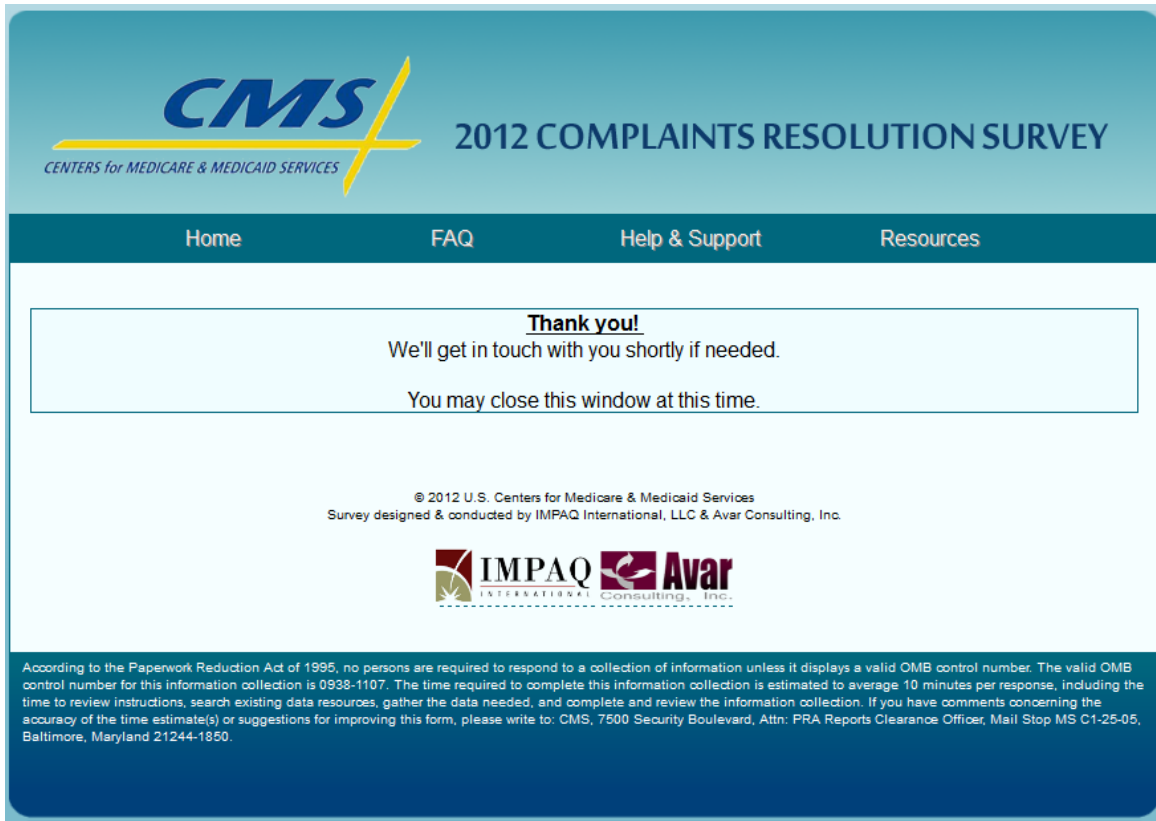 CMS
CENTERS for MEDICARE & MEDICAID SERVICES
2012 COMPLAINTS RESOLUTION SURVEY
Home FAQ Help & Support Resources
Thank you!
We'll get in touch with you shortly if needed.
You may close this window at this time.
© 2012 U.S. Centers for Medicare & Medicaid Services
Survey designed & conducted by IMPAQ International, LLC & Avar Consulting, Inc.
IMPAQ
INTERNATIONAL
Avar
Consulting, Inc.
According to the Paperwork Reduction Act of 1995, no persons are required to respond to a collection of information unless it displays a valid OMB control number. The valid OMB
control number for this information collection is 0938-1107. The time required to complete this information collection is estimated to average 10 minutes per response, including the
time to review instructions, search existing data resources, gather the data needed, and complete and review the information collection. If you have comments concerning the
accuracy of the time estimate(s) or suggestions for improving this form, please write to: CMS, 7500 Security Boulevard, Attn: PRA Reports Clearance Officer, Mail Stop MS C1-25-05,
Baltimore, Maryland 21244-1850.